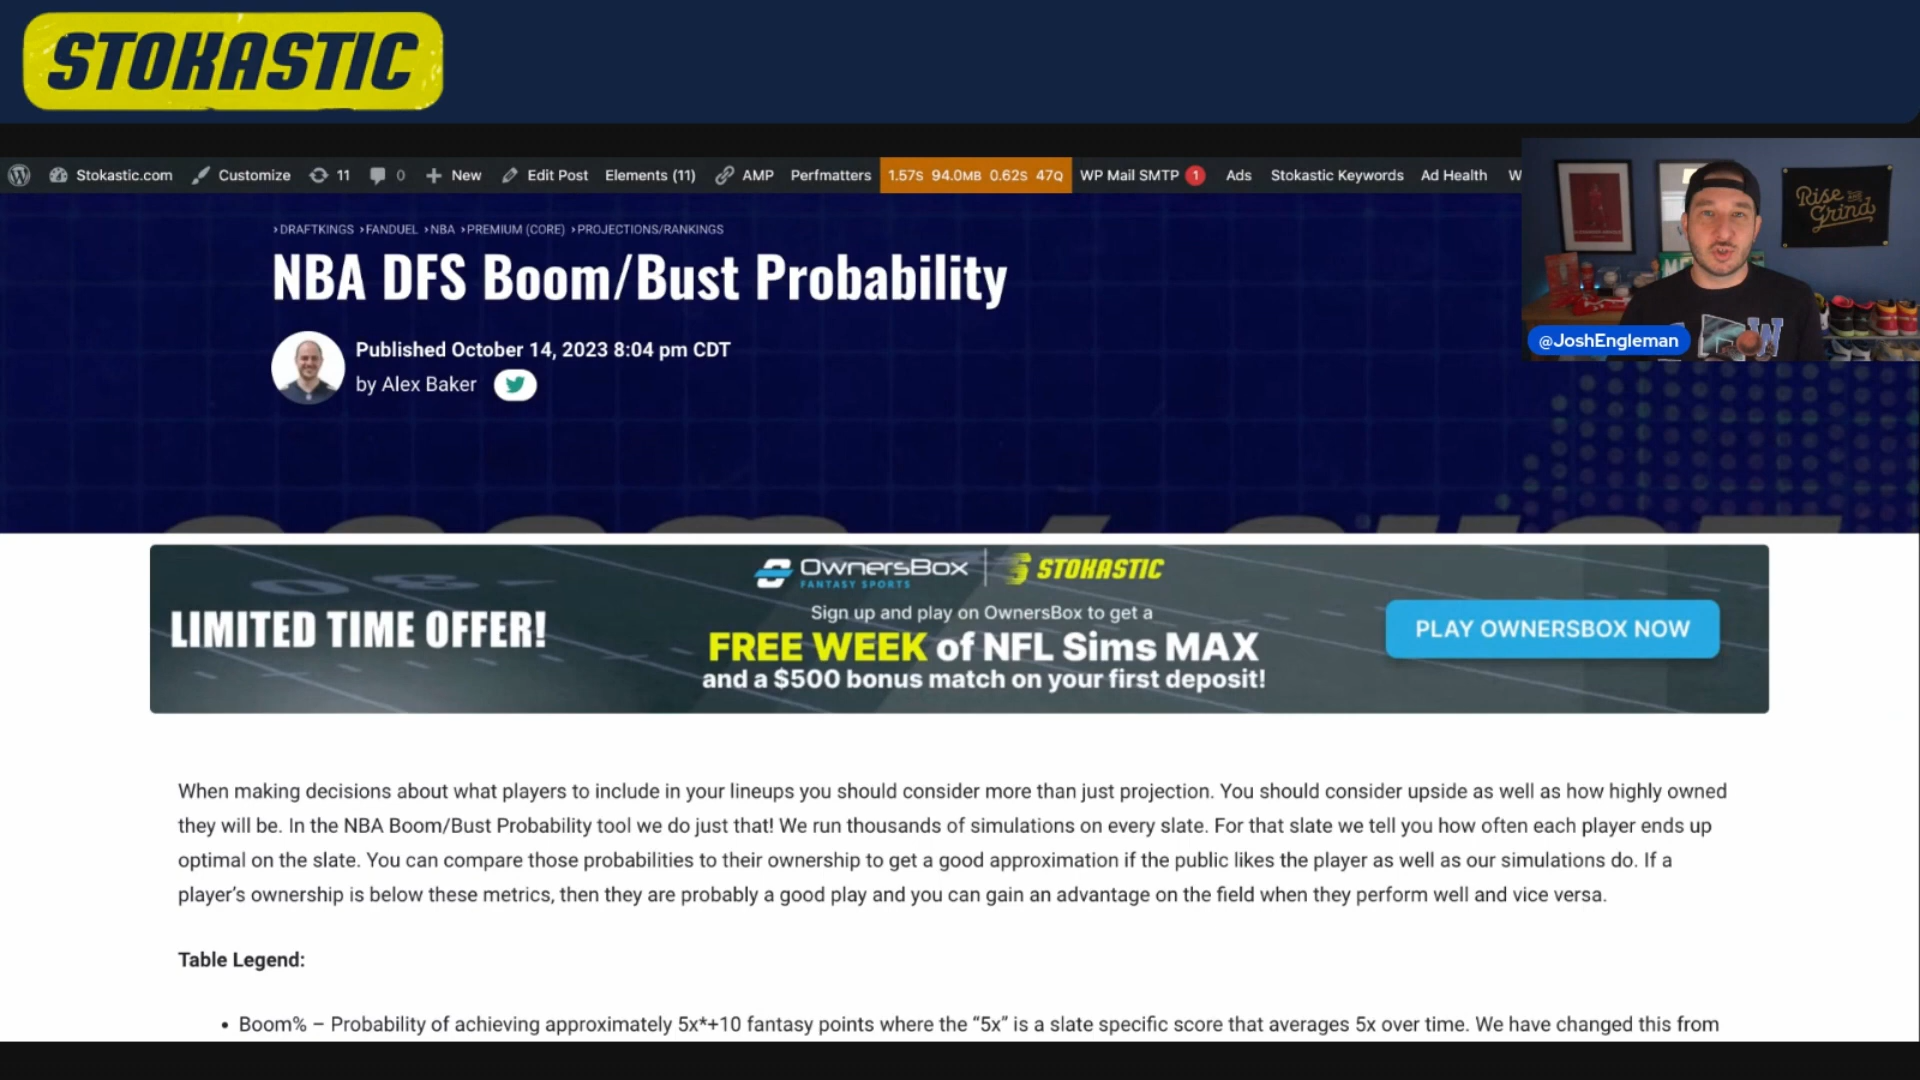 STOKASTIC
Stokastic.com Customize 11 0 New Edit Post Elements (11) AMP Perfmatters 1.57S 94.0MB 0.62S 47Q WP Mail SMTP 1 Ads Stokastic Keywords Ad Health W
Rise and Grind
@JoshEngleman
›DRAFTKINGS ›FANDUEL ›NBA ›PREMIUM (CORE) ›PROJECTIONS/RANKINGS
NBA DFS Boom/Bust Probability
Published October 14, 2023 8:04 pm CDT
by Alex Baker
OwnersBox FANTASY SPORTS | STOKASTIC
LIMITED TIME OFFER!
Sign up and play on OwnersBox to get a
FREE WEEK of NFL Sims MAX
and a $500 bonus match on your first deposit!
PLAY OWNERSBOX NOW
When making decisions about what players to include in your lineups you should consider more than just projection. You should consider upside as well as how highly owned
they will be. In the NBA Boom/Bust Probability tool we do just that! We run thousands of simulations on every slate. For that slate we tell you how often each player ends up
optimal on the slate. You can compare those probabilities to their ownership to get a good approximation if the public likes the player as well as our simulations do. If a
player's ownership is below these metrics, then they are probably a good play and you can gain an advantage on the field when they perform well and vice versa.
Table Legend:
• Boom% – Probability of achieving approximately 5x*+10 fantasy points where the “5x” is a slate specific score that averages 5x over time. We have changed this from